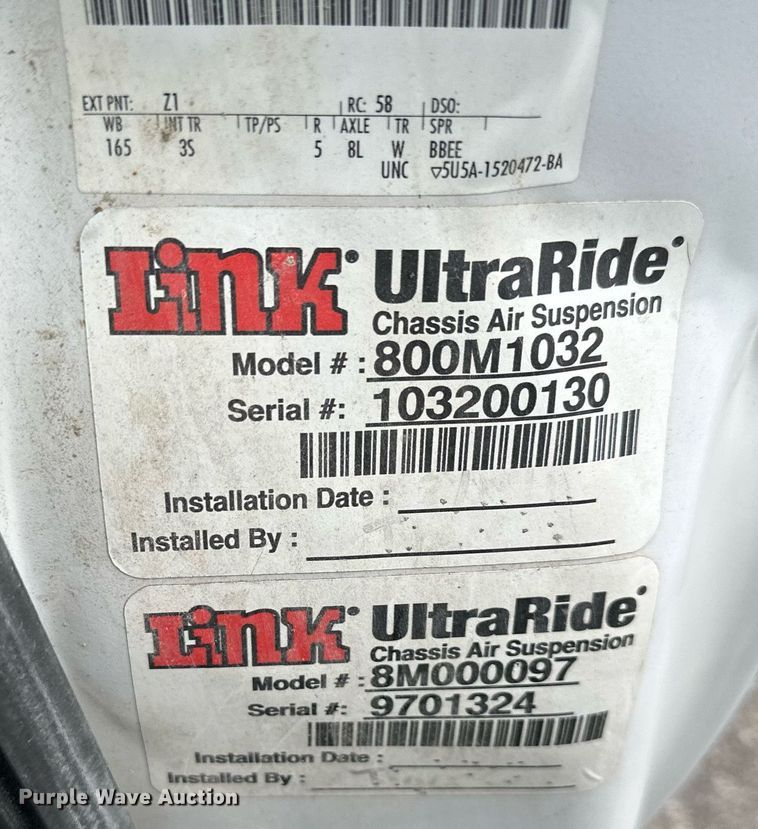 EXT PNT: Z1 RC: 58 DSO:
WB INT TR TP/PS R AXLE TR SPR
165 3S 5 8L W BBEE
UNC ▽5U5A-1520472-BA
Link® UltraRide®
Chassis Air Suspension
Model # : 800M1032
Serial #: 103200130
Installation Date :
Installed By :
Link® UltraRide®
Chassis Air Suspension
Model # : 8M000097
Serial #: 9701324
Installation Date :
Installed By :
Purple Wave Auction